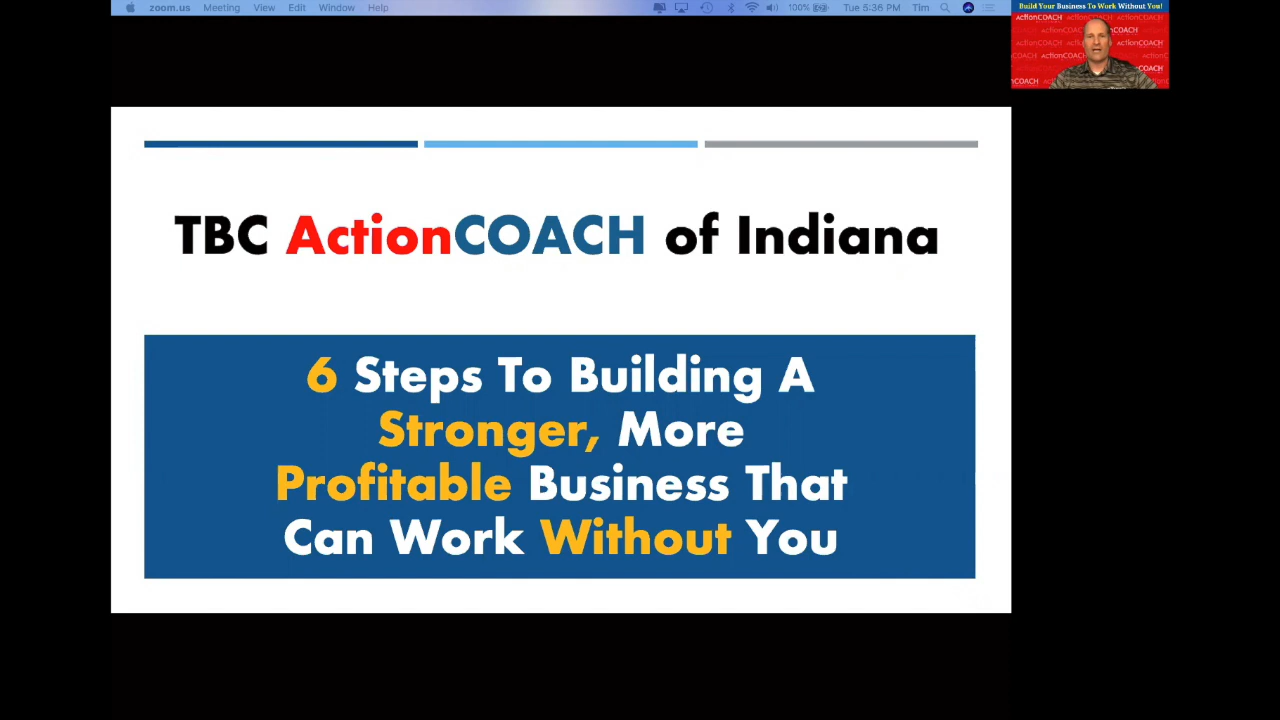 zoom.us Meeting View Edit Window Help 100% Tue 5:36 PM Tim
Build Your Business To Work Without You!
ActionCOACH
TBC ActionCOACH of Indiana
6 Steps To Building A
Stronger, More
Profitable Business That
Can Work Without You